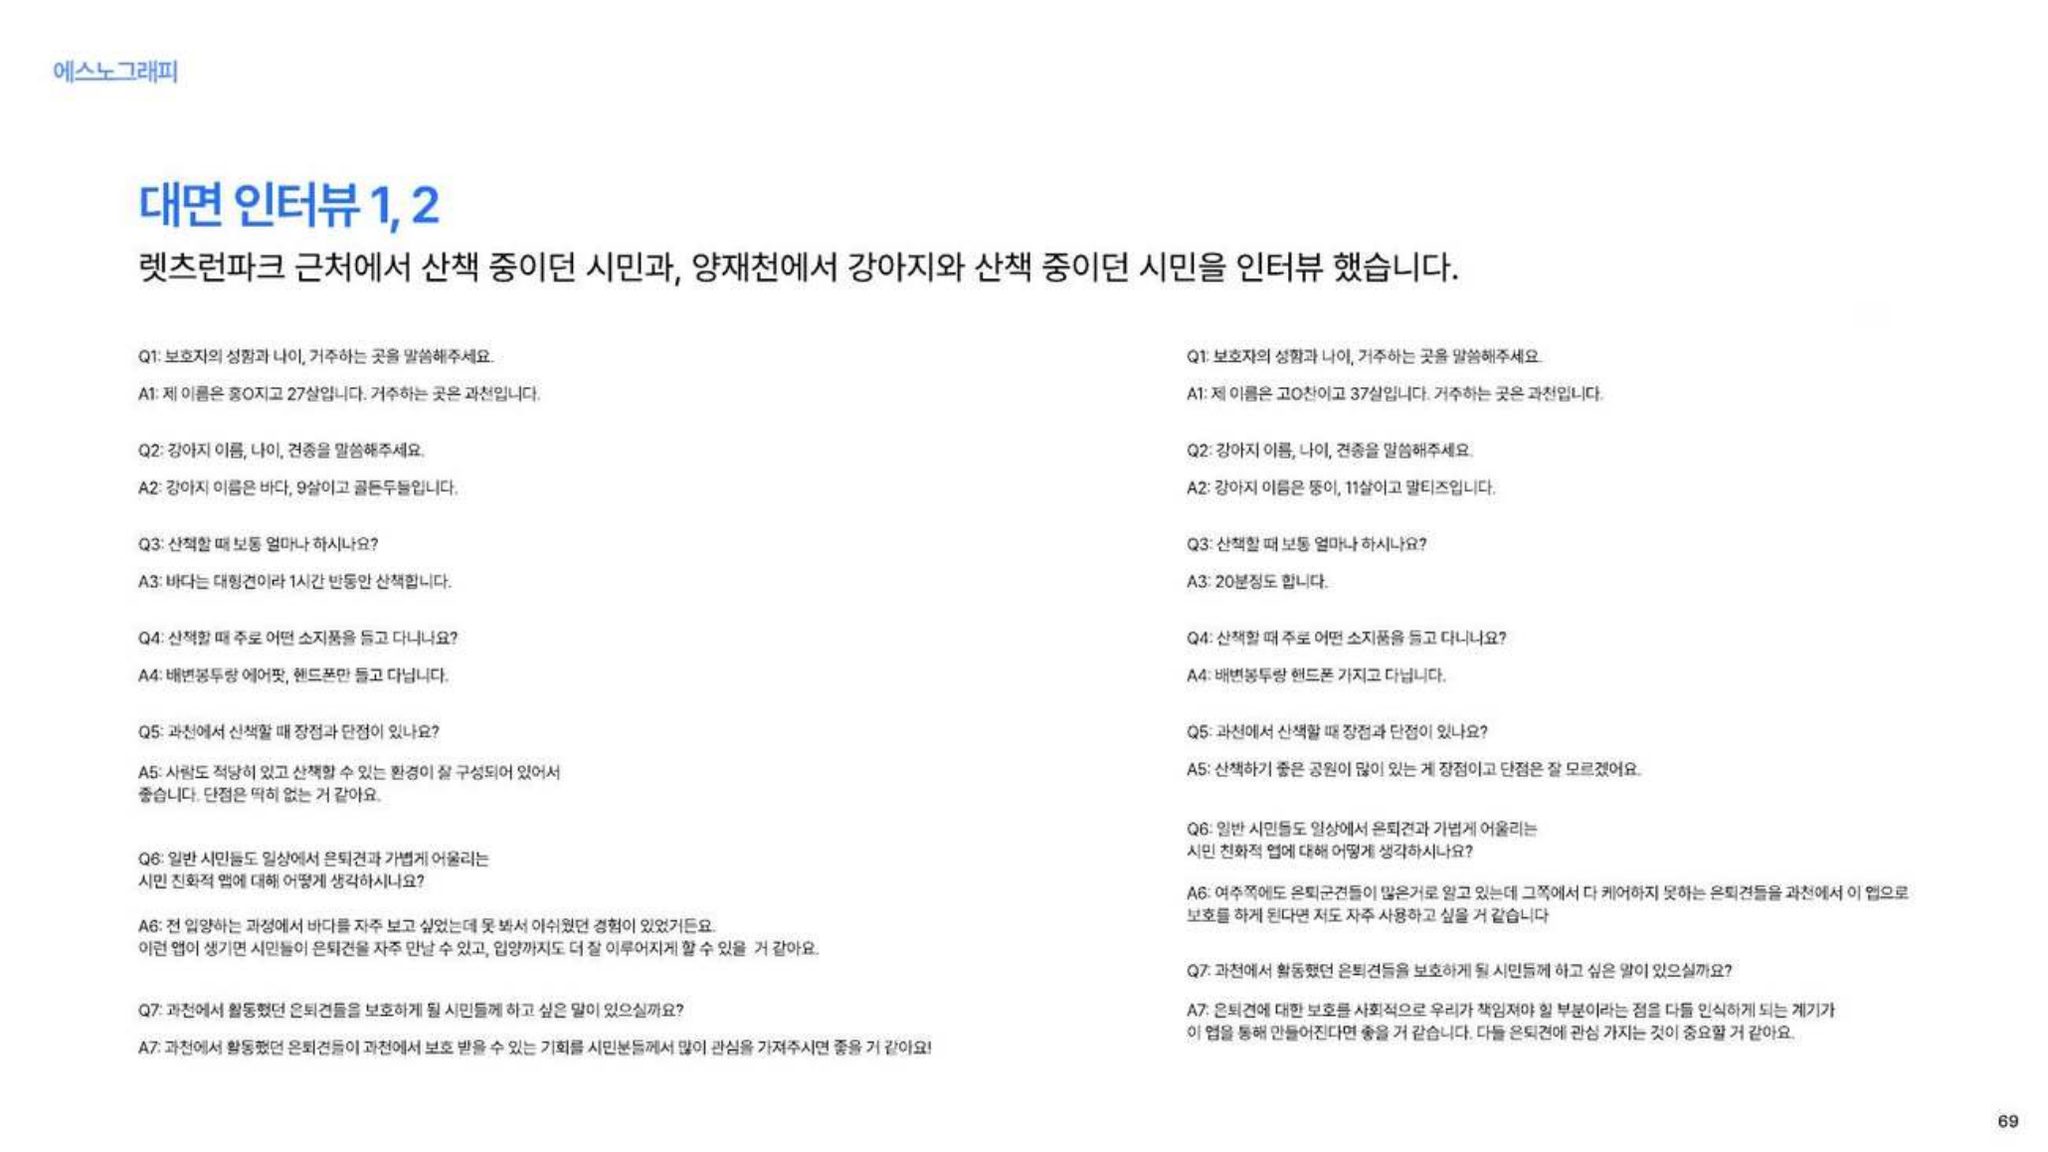 에스노그래피
대면 인터뷰 1, 2
렛츠런파크 근처에서 산책 중이던 시민과, 양재천에서 강아지와 산책 중이던 시민을 인터뷰 했습니다.
Q1: 보호자의 성함과 나이, 거주하는 곳을 말씀해주세요.
A1: 제 이름은 홍O지고 27살입니다. 거주하는 곳은 과천입니다.
Q2: 강아지 이름, 나이, 견종을 말씀해주세요.
A2: 강아지 이름은 바다, 9살이고 골든두들입니다.
Q3: 산책할 때 보통 얼마나 하시나요?
A3: 바다는 대형견이라 1시간 반동안 산책합니다.
Q4: 산책할 때 주로 어떤 소지품을 들고 다니나요?
A4: 배변봉투랑 에어팟, 핸드폰만 들고 다닙니다.
Q5: 과천에서 산책할 때 장점과 단점이 있나요?
A5: 사람도 적당히 있고 산책할 수 있는 환경이 잘 구성되어 있어서
좋습니다. 단점은 딱히 없는 거 같아요.
Q6: 일반 시민들도 일상에서 은퇴견과 가볍게 어울리는
시민 친화적 앱에 대해 어떻게 생각하시나요?
A6: 전 입양하는 과정에서 바다를 자주 보고 싶었는데 못 봐서 아쉬웠던 경험이 있었거든요.
이런 앱이 생기면 시민들이 은퇴견을 자주 만날 수 있고, 입양까지도 더 잘 이루어지게 할 수 있을 거 같아요.
Q7: 과천에서 활동했던 은퇴견들을 보호하게 될 시민들께 하고 싶은 말이 있으실까요?
A7: 과천에서 활동했던 은퇴견들이 과천에서 보호 받을 수 있는 기회를 시민분들께서 많이 관심을 가져주시면 좋을 거 같아요!
Q1: 보호자의 성함과 나이, 거주하는 곳을 말씀해주세요.
A1: 제 이름은 고O찬이고 37살입니다. 거주하는 곳은 과천입니다.
Q2: 강아지 이름, 나이, 견종을 말씀해주세요.
A2: 강아지 이름은 뚱이, 11살이고 말티즈입니다.
Q3: 산책할 때 보통 얼마나 하시나요?
A3: 20분정도 합니다.
Q4: 산책할 때 주로 어떤 소지품을 들고 다니나요?
A4: 배변봉투랑 핸드폰 가지고 다닙니다.
Q5: 과천에서 산책할 때 장점과 단점이 있나요?
A5: 산책하기 좋은 공원이 많이 있는 게 장점이고 단점은 잘 모르겠어요.
Q6: 일반 시민들도 일상에서 은퇴견과 가볍게 어울리는
시민 친화적 앱에 대해 어떻게 생각하시나요?
A6: 여주쪽에도 은퇴군견들이 많은거로 알고 있는데 그쪽에서 다 케어하지 못하는 은퇴견들을 과천에서 이 앱으로
보호를 하게 된다면 저도 자주 사용하고 싶을 거 같습니다
Q7: 과천에서 활동했던 은퇴견들을 보호하게 될 시민들께 하고 싶은 말이 있으실까요?
A7: 은퇴견에 대한 보호를 사회적으로 우리가 책임져야 할 부분이라는 점을 다들 인식하게 되는 계기가
이 앱을 통해 만들어진다면 좋을 거 같습니다. 다들 은퇴견에 관심 가지는 것이 중요할 거 같아요.
69